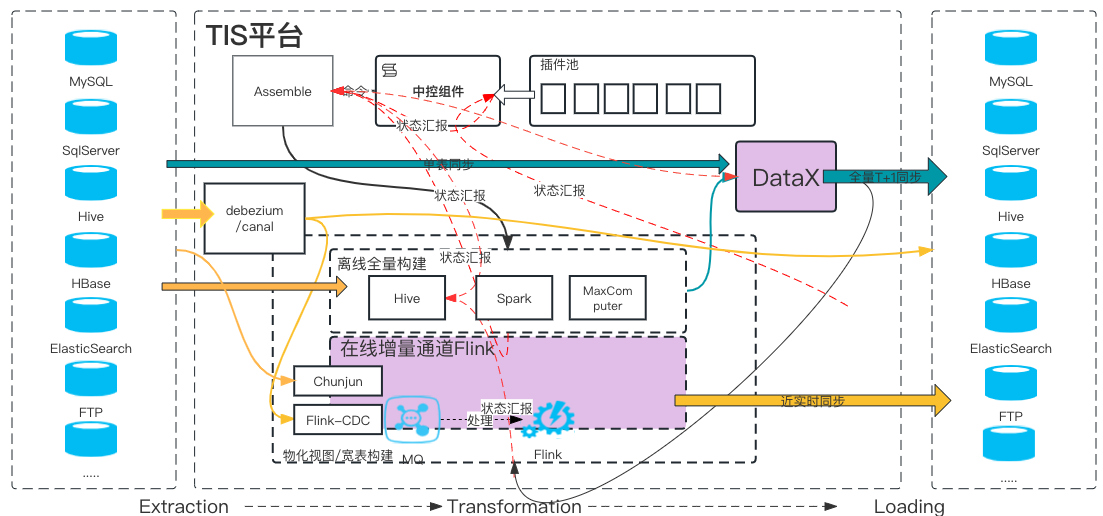 TIS平台
MySQL
SqlServer
Hive
HBase
ElasticSearch
FTP
.....
Assemble
命令
中控组件
插件池
状态汇报
单表同步
状态汇报
状态汇报
DataX
全量T+1同步
debezium
/canal
状态汇报
离线全量构建
Hive
Spark
MaxCom
puter
在线增量通道Flink
Chunjun
Flink-CDC
状态汇报
处理
近实时同步
物化视图/宽表构建
MQ
Flink
MySQL
SqlServer
Hive
HBase
ElasticSearch
FTP
.....
Extraction
Transformation
Loading